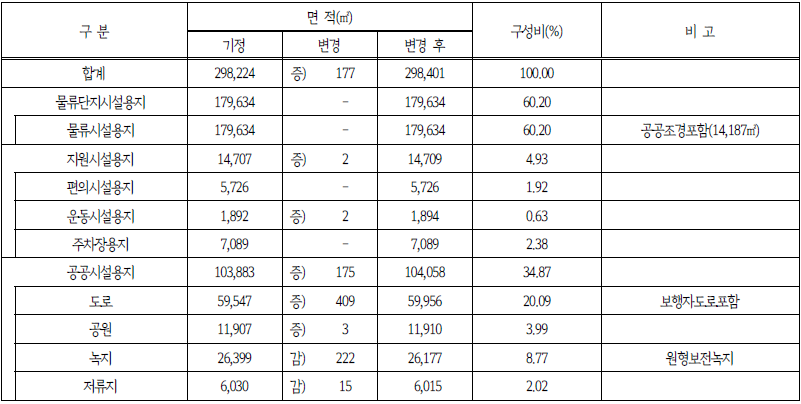 구 분 면 적(㎡) 구성비(%) 비 고
기정 변경 변경 후
합계 298,224 증) 177 298,401 100.00
물류단지시설용지 179,634 - 179,634 60.20
물류시설용지 179,634 - 179,634 60.20 공공조경포함(14,187㎡)
지원시설용지 14,707 증) 2 14,709 4.93
편의시설용지 5,726 - 5,726 1.92
운동시설용지 1,892 증) 2 1,894 0.63
주차장용지 7,089 - 7,089 2.38
공공시설용지 103,883 증) 175 104,058 34.87
도로 59,547 증) 409 59,956 20.09 보행자도로포함
공원 11,907 증) 3 11,910 3.99
녹지 26,399 감) 222 26,177 8.77 원형보전녹지
저류지 6,030 감) 15 6,015 2.02